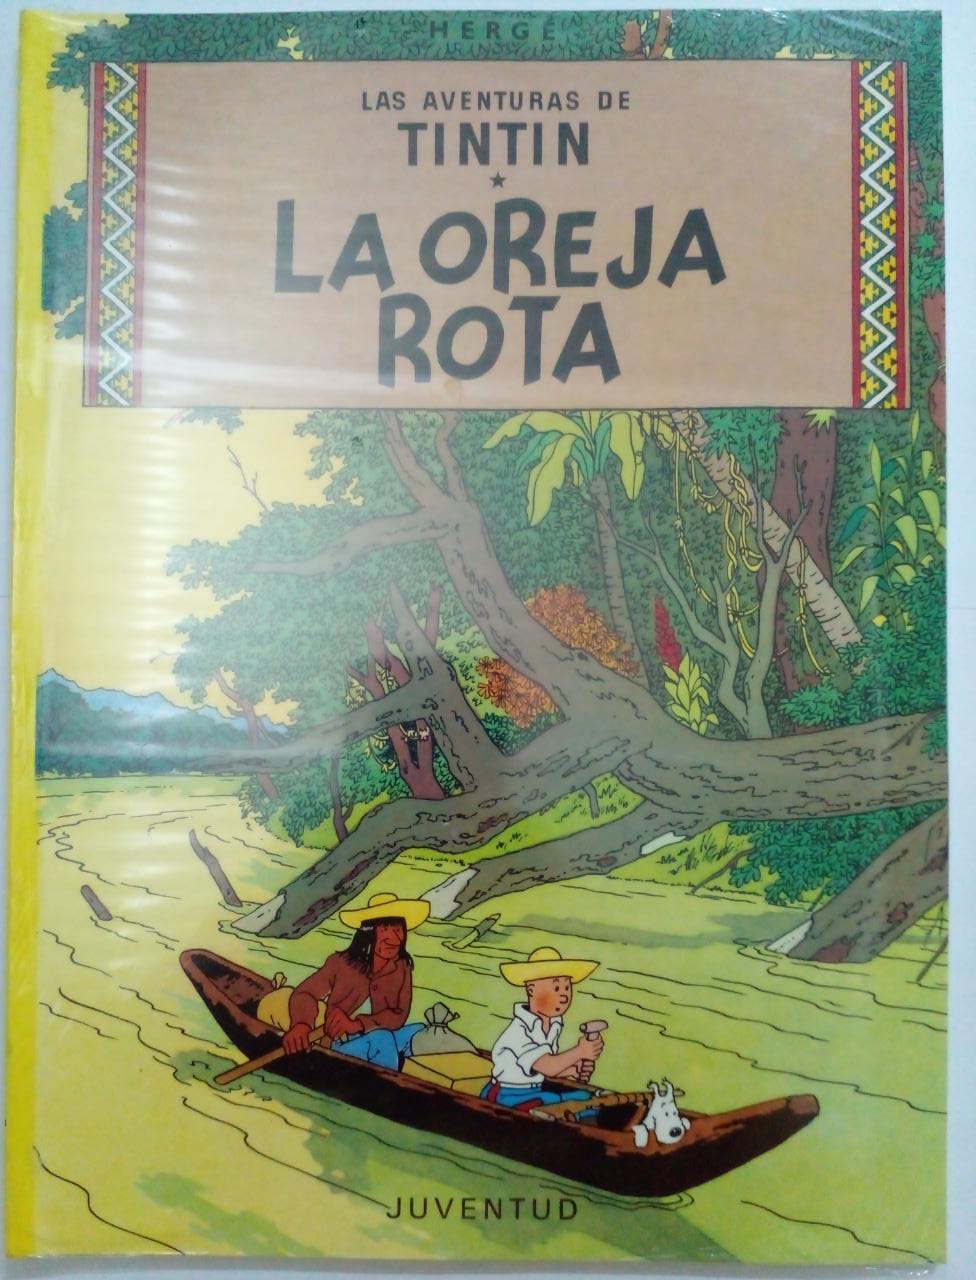 HERGÉ
LAS AVENTURAS DE
TINTIN
LA OREJA
ROTA
JUVENTUD